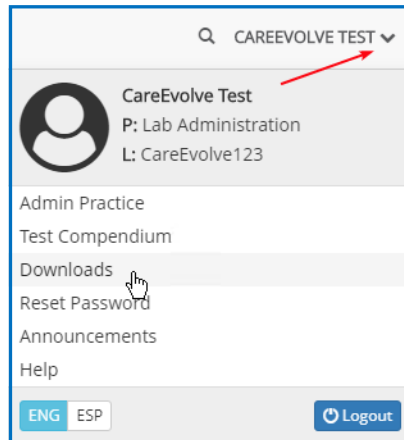 CAREEVOLVE TEST
CareEvolve Test
P: Lab Administration
L: CareEvolve123
Admin Practice
Test Compendium
Downloads
Reset Password
Announcements
Help
ENG ESP Logout